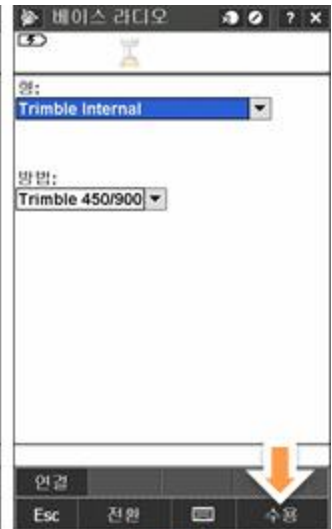 베이스 라디오 ? ×
형:
Trimble Internal
방법:
Trimble 450/900
연결
Esc 전환 수용